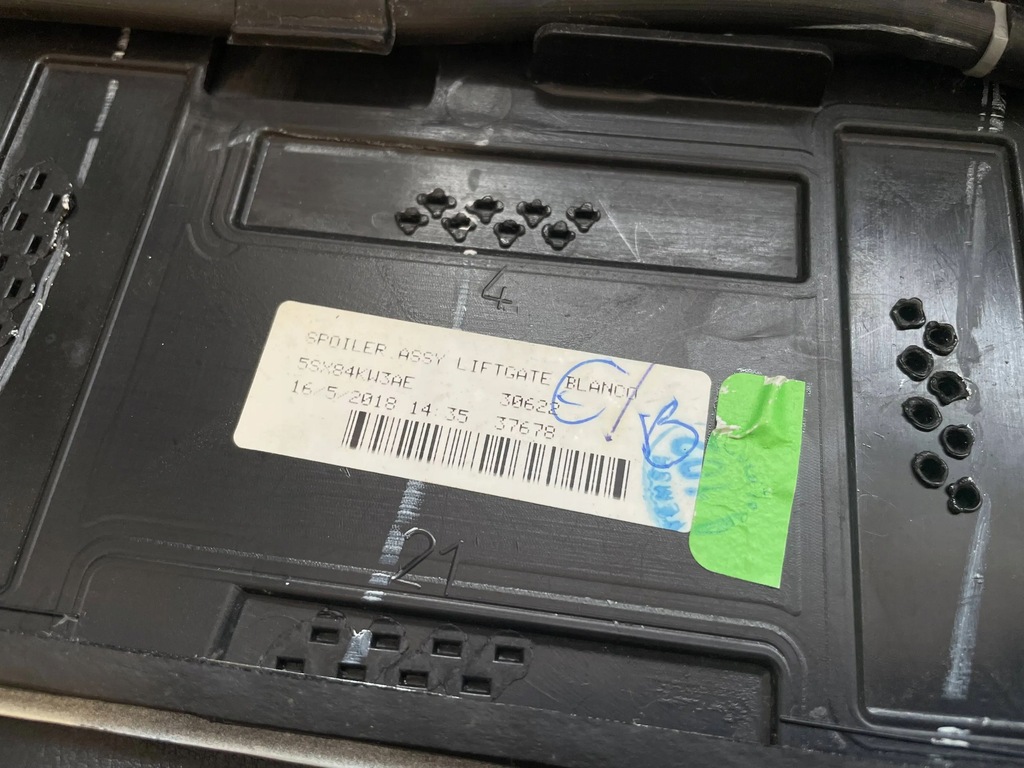 4
SPOILER ASSY LIFTGATE BLANCO
5SX84KW3AE 30622
16/5/2018 14:35 37678
E/B
21